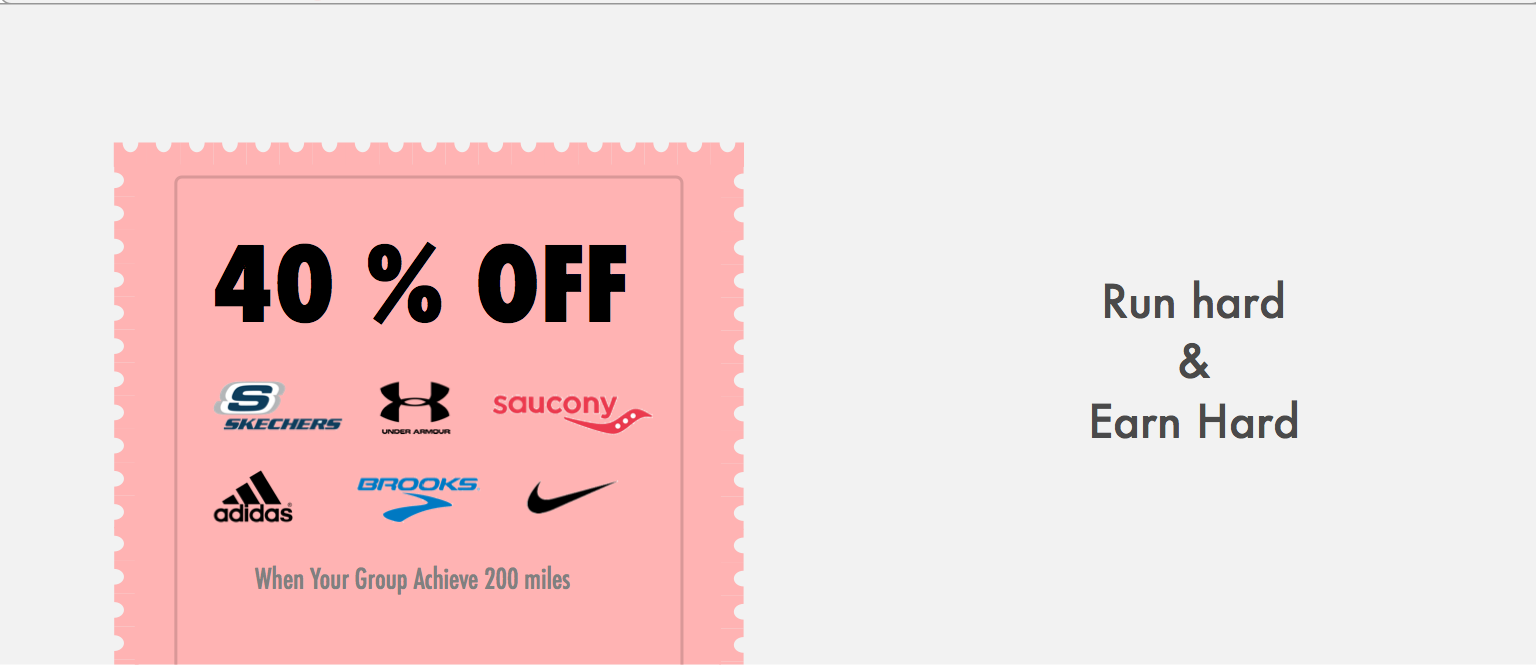 40 % OFF
S
SKECHERS
UNDER ARMOUR
saucony
adidas
BROOKS
When Your Group Achieve 200 miles
Run hard
&
Earn Hard